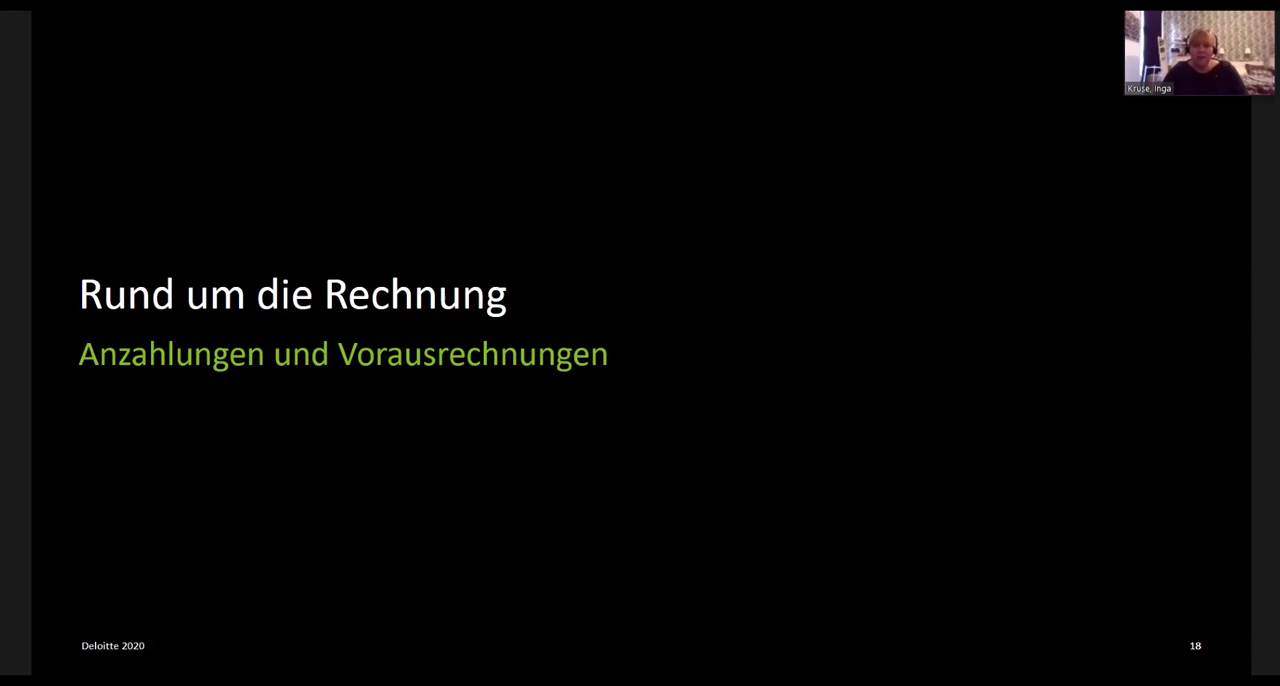 Kruse, Inga
Rund um die Rechnung
Anzahlungen und Vorausrechnungen
Deloitte 2020
18